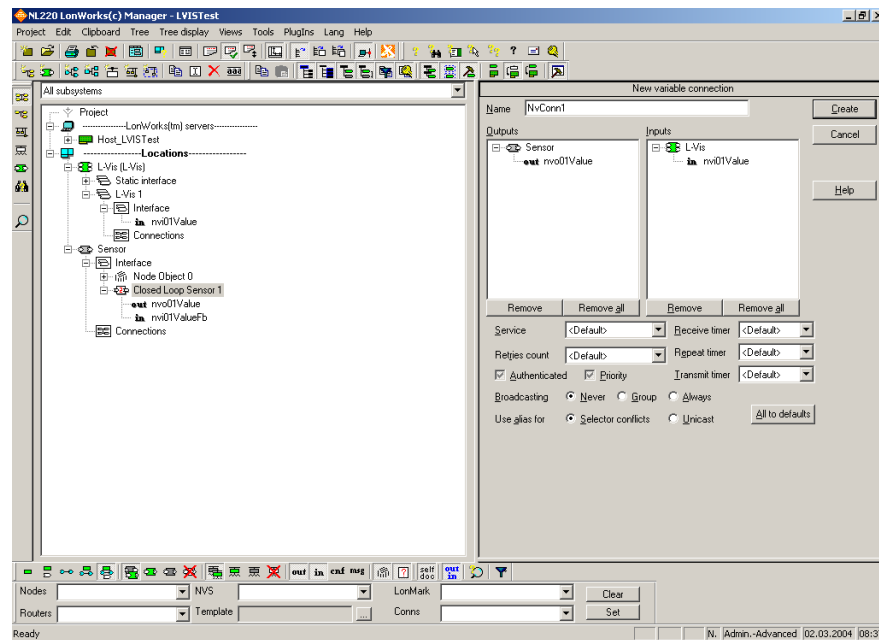 NL220 LonWorks(c) Manager - LVISTest
Project Edit Clipboard Tree Tree display Views Tools PlugIns Lang Help
All subsystems
Project
---------------LonWorks(tm) servers---------------
Host_LVISTest
---------------Locations---------------
L-Vis (L-Vis)
Static interface
L-Vis 1
Interface
in nvi01Value
Connections
Sensor
Interface
Node Object 0
Closed Loop Sensor 1
out nvo01Value
in nvi01ValueFb
Connections
New variable connection
Name NvConn1 Create
Outputs Inputs Cancel
Sensor L-Vis
out nvo01Value in nvi01Value
Help
Remove Remove all Remove Remove all
Service <Default> Receive timer <Default>
Retries count <Default> Repeat timer <Default>
Authenticated Priority Transmit timer <Default>
Broadcasting Never Group Always
Use alias for Selector conflicts Unicast All to defaults
out in cnf msg ? self doc out in
Nodes NVS LonMark Clear
Routers Template ... Conns Set
Ready N. Admin.-Advanced 02.03.2004 08:3